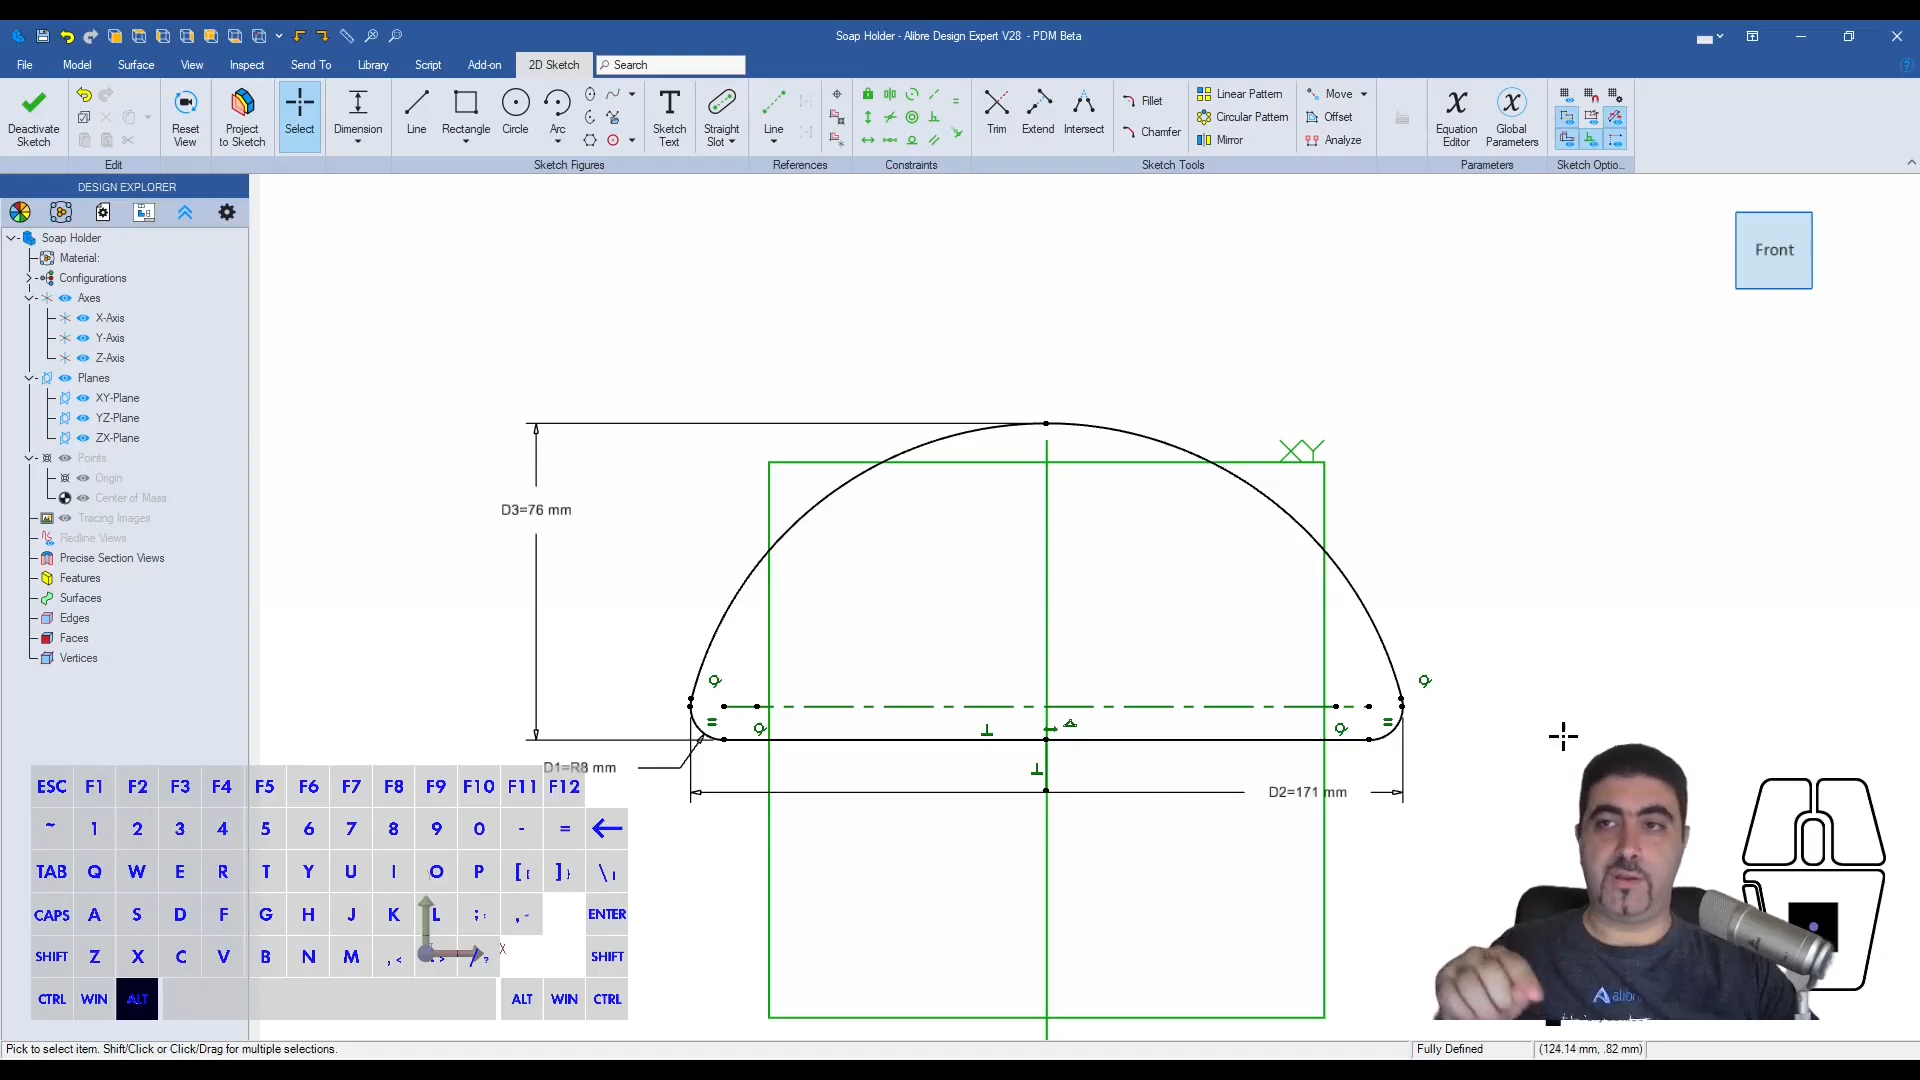 Soap Holder - Alibre Design Expert V28 - PDM Beta
File Model Surface View Inspect Send To Library Script Add-on 2D Sketch Search
Deactivate Sketch
Reset View
Project to Sketch
Select
Dimension
Line
Rectangle
Circle
Arc
Sketch Text
Straight Slot
Line
Trim
Extend
Intersect
Fillet
Chamfer
Linear Pattern
Circular Pattern
Mirror
Move
Offset
Analyze
Equation Editor
Global Parameters
Edit Sketch Figures References Constraints Sketch Tools Parameters Sketch Optio...
DESIGN EXPLORER
Soap Holder
Material:
Configurations
Axes
X-Axis
Y-Axis
Z-Axis
Planes
XY-Plane
YZ-Plane
ZX-Plane
Points
Origin
Center of Mass
Tracing Images
Redline Views
Precise Section Views
Features
Surfaces
Edges
Faces
Vertices
Front
XY
D3=76 mm
D1=R8 mm
D2=171 mm
ESC F1 F2 F3 F4 F5 F6 F7 F8 F9 F10 F11 F12
~ 1 2 3 4 5 6 7 8 9 0 - =
TAB Q W E R T Y U I O P [ ] \
CAPS A S D F G H J K L ; ENTER
SHIFT Z X C V B N M , < > / ? SHIFT
X
CTRL WIN ALT ALT WIN CTRL
Pick to select item. Shift/Click or Click/Drag for multiple selections.
Fully Defined
(124.14 mm, .82 mm)